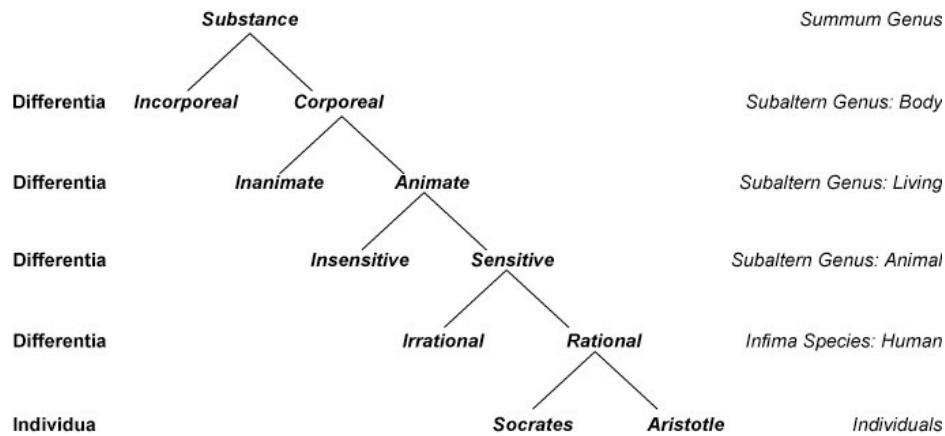 Substance Summum Genus
Differentia Incorporeal Corporeal Subaltern Genus: Body
Differentia Inanimate Animate Subaltern Genus: Living
Differentia Insensitive Sensitive Subaltern Genus: Animal
Differentia Irrational Rational Infima Species: Human
Individua Socrates Aristotle Individuals